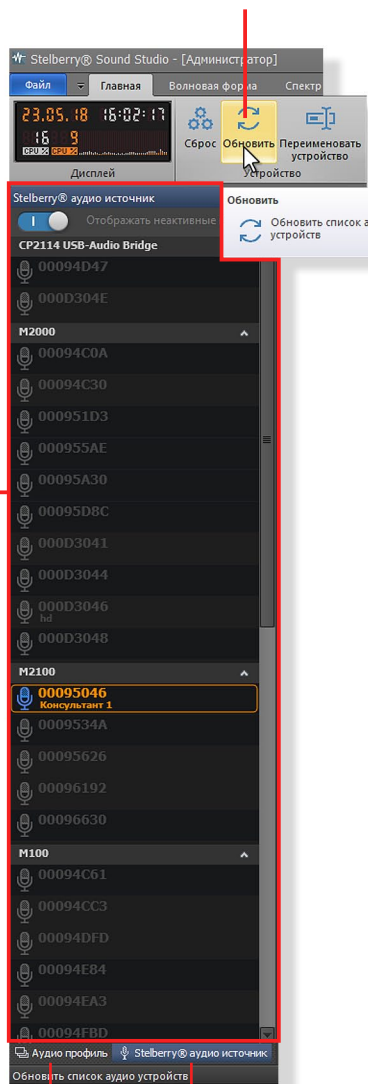 Stelberry® Sound Studio - [Администратор]
Файл Главная Волновая форма Спектр
23.05.18 16:02:17
16 9
CPU % CPU %
Сброс Обновить Переименовать
устройство
Дисплей Устройство
Stelberry® аудио источник
Обновить
Отображать неактивные
Обновить список а
устройств
CP2114 USB-Audio Bridge
00094D47
000D304E
M2000
00094C0A
00094C30
000951D3
000955AE
00095A30
00095D8C
000D3041
000D3044
000D3046
hd
000D3048
M2100
00095046
Консультант 1
0009534A
00095626
00096192
00096630
M100
00094C61
00094CC3
00094DFD
00094E84
00094EA3
00094FBD
Аудио профиль Stelberry® аудио источник
Обновить список аудио устройств